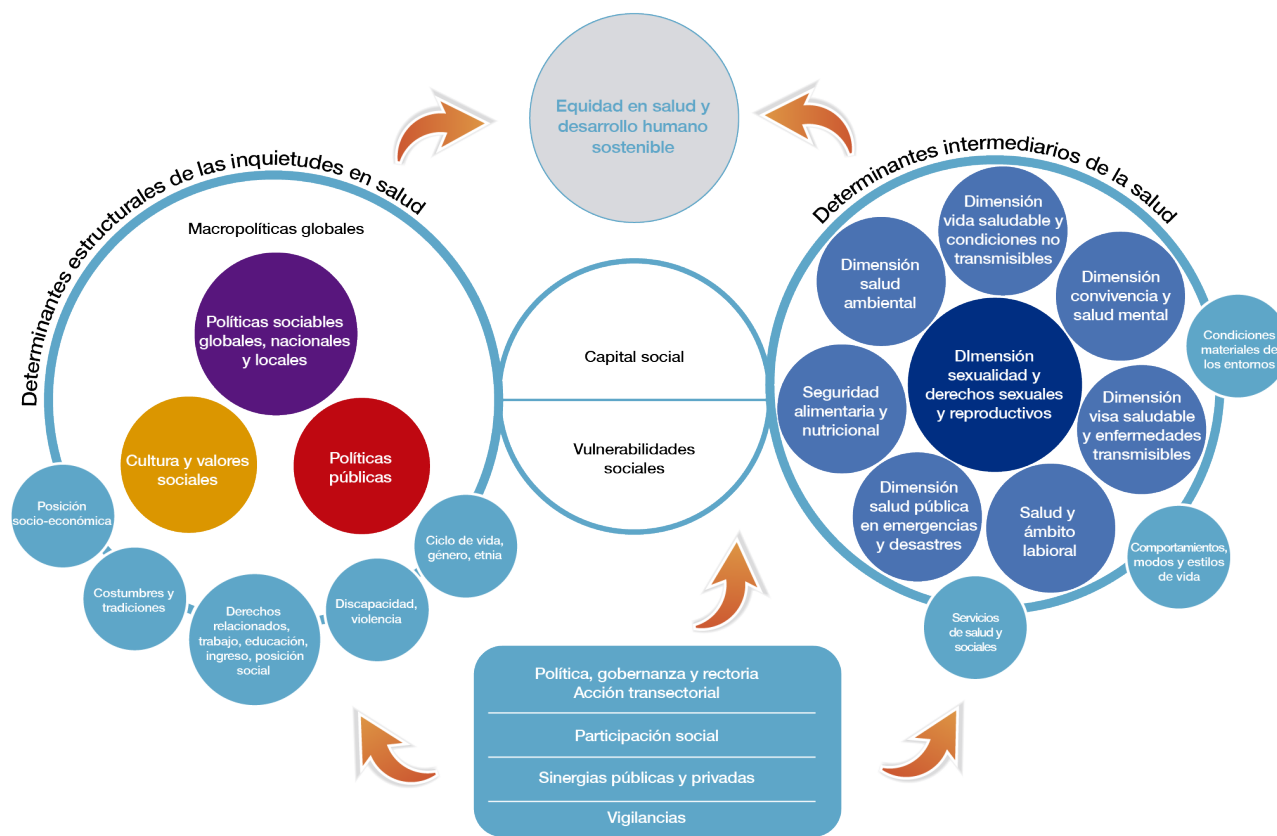 Equidad en salud y
desarrollo humano
sostenible
Determinantes estructurales de las inquietudes en salud
Macropolíticas globales
Políticas sociables
globales, nacionales
y locales
Cultura y valores
sociales
Políticas
públicas
Posición
socio-económica
Costumbres y
tradiciones
Derechos
relacionados,
trabajo, educación,
ingreso, posición
social
Discapacidad,
violencia
Ciclo de vida,
género, etnia
Capital social
Vulnerabilidades
sociales
Determinantes intermediarios de la salud
Dimensión
vida saludable y
condiciones no
transmisibles
Dimensión
salud
ambiental
Dimensión
convivencia y
salud mental
DImensión
sexualidad y
derechos sexuales
y reproductivos
Seguridad
alimentaria y
nutricional
Dimensión
visa saludable
y enfermedades
transmisibles
Dimensión
salud pública
en emergencias
y desastres
Salud y
ámbito
labioral
Condiciones
materiales de
los entornos
Comportamientos,
modos y estilos
de vida
Servicios
de salud y
sociales
Política, gobernanza y rectoria
Acción transectorial
Participación social
Sinergias públicas y privadas
Vigilancias